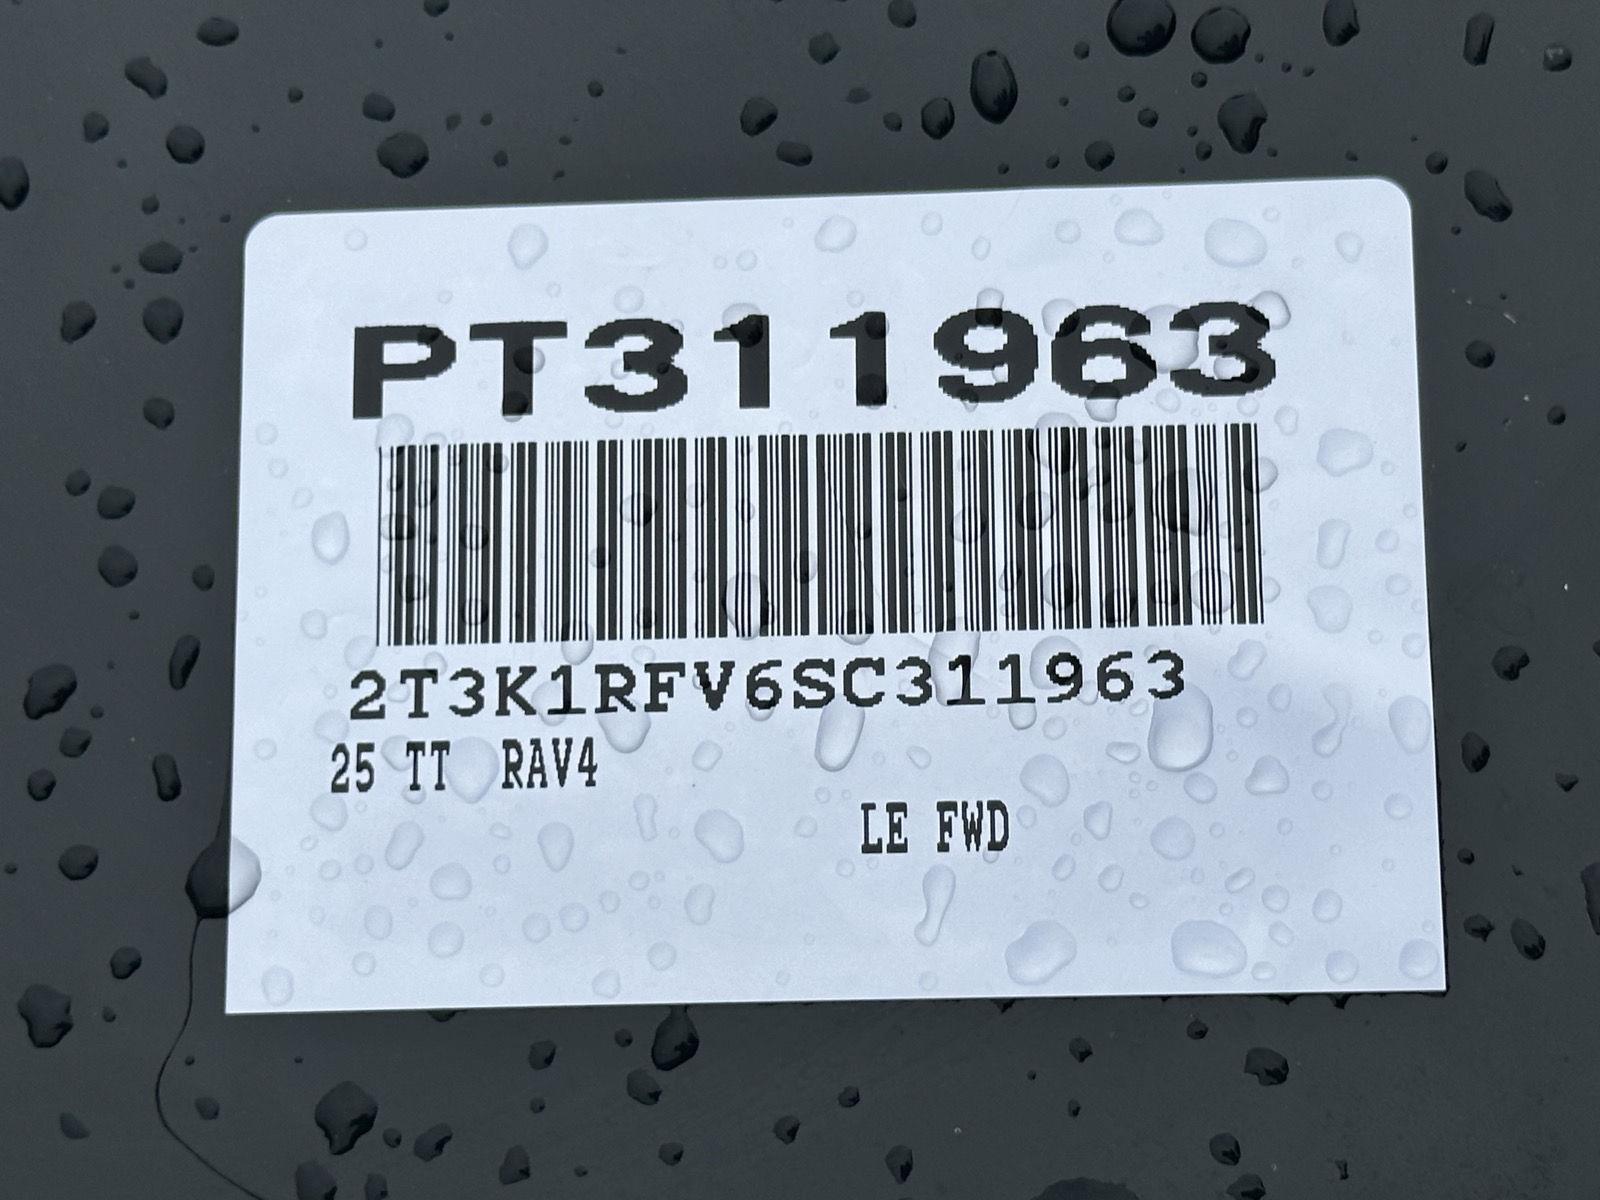 PT311963
2T3K1RFV6SC311963
25 TT RAV4
LE FWD